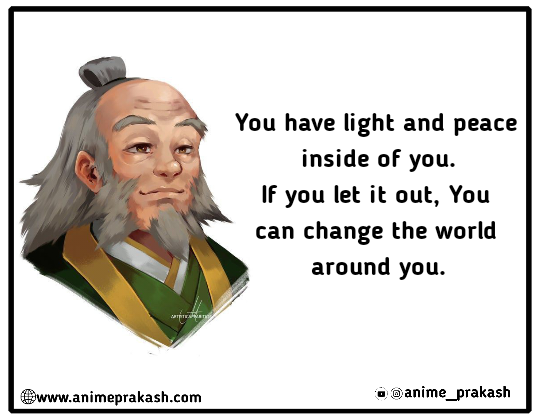 You have light and peace
inside of you.
If you let it out, You
can change the world
around you.
www.animeprakash.com
@anime_prakash